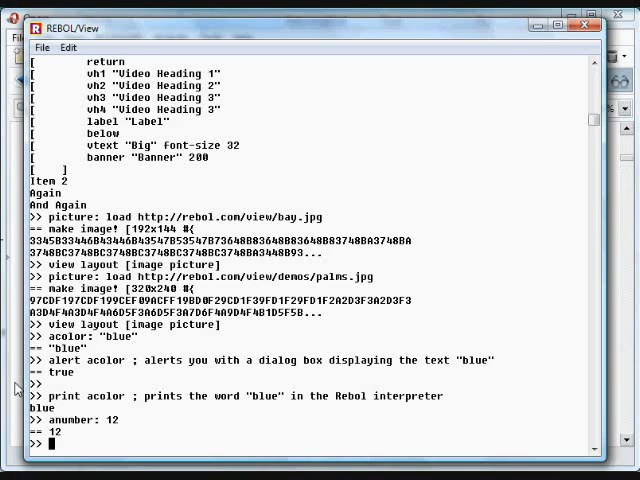 REBOL/View
File Edit
[        return
[        vh1 "Video Heading 1"
[        vh2 "Video Heading 2"
[        vh3 "Video Heading 3"
[        vh4 "Video Heading 3"
[        label "Label"
[        below
[        vtext "Big" font-size 32
[        banner "Banner" 200
[    ]
Item 2
Again
And Again
>> picture: load http://rebol.com/view/bay.jpg
== make image! [192x144 #{
3345B33446B43446B43547B53547B73648B83648B83648B83748BA3748BA
3748BC3748BC3748BC3748BC3748BC3748BA3448B93...
>> view layout [image picture]
>> picture: load http://rebol.com/view/demos/palms.jpg
== make image! [320x240 #{
97CDF197CDF199CEF09ACFF19BD0F29CD1F39FD1F29FD1F2A2D3F3A2D3F3
A3D4F4A3D4F4A6D5F3A6D5F3A7D6F4A9D4F4B1D5F5B...
>> view layout [image picture]
>> acolor: "blue"
== "blue"
>> alert acolor ; alerts you with a dialog box displaying the text "blue"
== true
>>
>> print acolor ; prints the word "blue" in the Rebol interpreter
blue
>> anumber: 12
== 12
>>